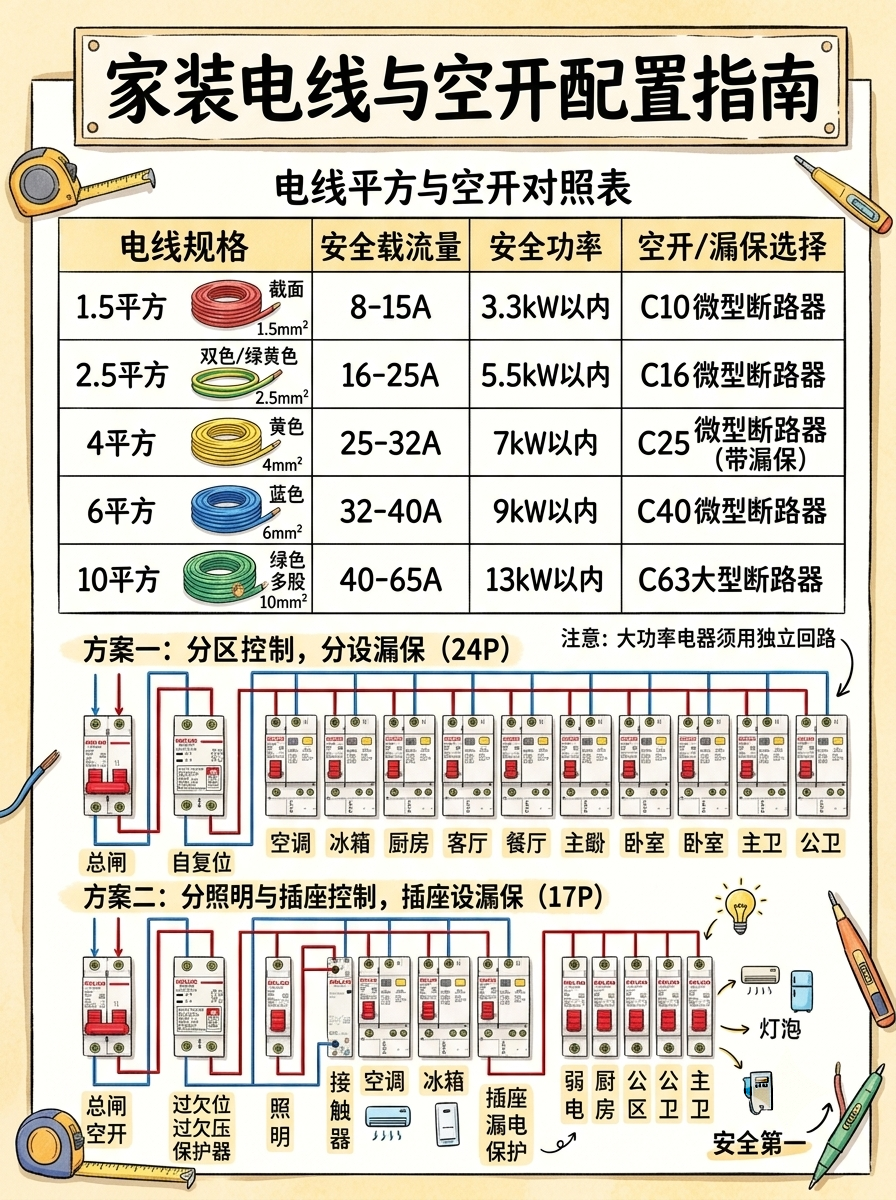 家装电线与空开配置指南
电线平方与空开对照表
电线规格 安全载流量 安全功率 空开/漏保选择
1.5平方 截面 1.5mm² 8-15A 3.3kW以内 C10微型断路器
2.5平方 双色/绿黄色 2.5mm² 16-25A 5.5kW以内 C16微型断路器
4平方 黄色 4mm² 25-32A 7kW以内 C25微型断路器（带漏保）
6平方 蓝色 6mm² 32-40A 9kW以内 C40微型断路器
10平方 绿色多股 10mm² 40-65A 13kW以内 C63大型断路器
注意：大功率电器须用独立回路
方案一：分区控制，分设漏保（24P）
总闸 自复位 空调 冰箱 厨房 客厅 餐厅 卧室 卧室 主卫 公卫
方案二：分照明与插座控制，插座设漏保（17P）
总闸空开
过欠位过欠压保护器
照明
接触器
空调
冰箱
插座漏电保护
弱电
厨房
公区
公卫
主卫
灯泡
安全第一